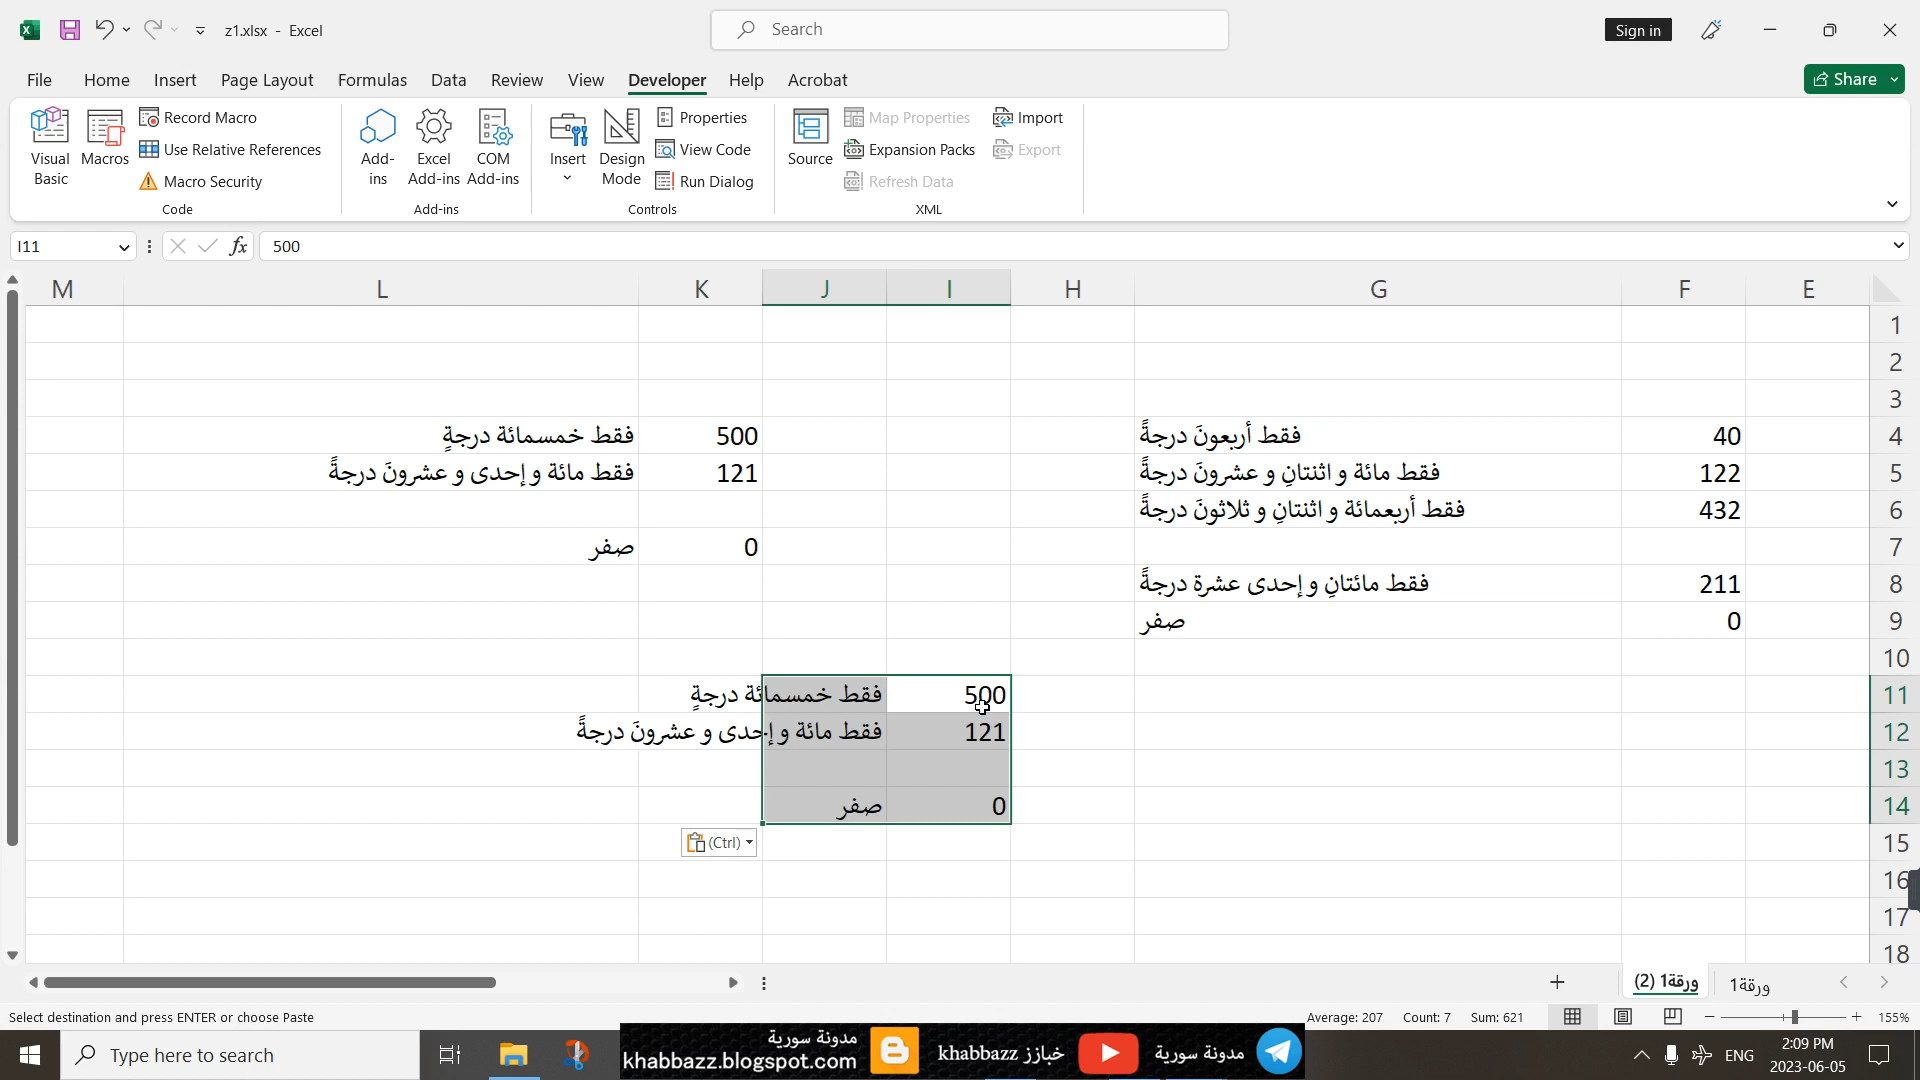 z1.xlsx - Excel
Search
Sign in
File Home Insert Page Layout Formulas Data Review View Developer Help Acrobat
Share
Visual Basic
Macros
Record Macro
Use Relative References
Macro Security
Code
Add-ins
Excel Add-ins
COM Add-ins
Add-ins
Insert
Design Mode
Properties
View Code
Run Dialog
Controls
Source
Map Properties
Expansion Packs
Refresh Data
Import
Export
XML
I11
fx
500
M L K J I H G F E
1
2
3
4 40 فقط أربعونَ درجةً 500 فقط خمسمائة درجةٍ
5 122 فقط مائة و اثنتانِ و عشرونَ درجةً 121 فقط مائة و إحدى و عشرونَ درجةً
6 432 فقط أربعمائة و اثنتانِ و ثلاثونَ درجةً
7 0 صفر
8 211 فقط مائتانِ و إحدى عشرة درجةً
9 0 صفر
10
11 500 فقط خمسمائة درجةٍ
12 121 فقط مائة و إحدى و عشرونَ درجةً
13
14 0 صفر
(Ctrl)
15
16
17
18
ورقة1
ورقة1 (2)
Select destination and press ENTER or choose Paste
Average: 207 Count: 7 Sum: 621
155%
Type here to search
مدونة سورية
khabbazz.blogspot.com
خبازز khabbazz
مدونة سورية
ENG
2:09 PM
2023-06-05